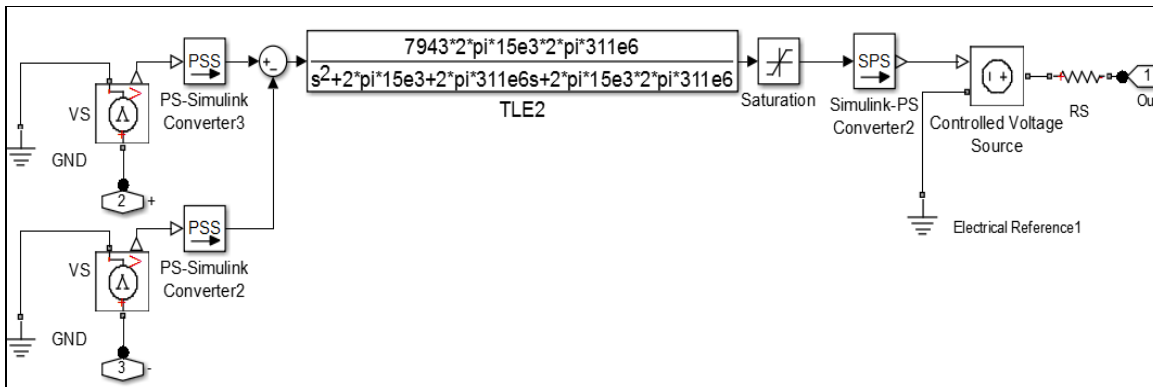 PSS
VS
PS-Simulink
Converter3
GND
2
+
+
-
7943*2*pi*15e3*2*pi*311e6
s²+2*pi*15e3+2*pi*311e6s+2*pi*15e3*2*pi*311e6
TLE2
Saturation
SPS
Simulink-PS
Converter2
Controlled Voltage
Source
RS
1
Ou
Electrical Reference1
PSS
VS
PS-Simulink
Converter2
GND
3
-